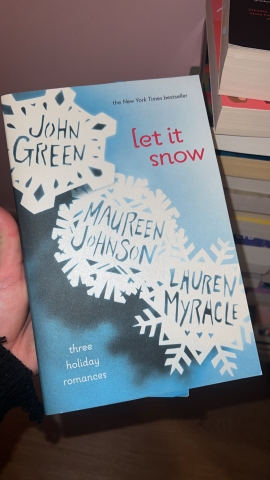 the New York Times bestseller
JOHN
GREEN
let it
snow
MAUREEN
JOHNSON
LAUREN
MYRACLE
three
holiday
romances